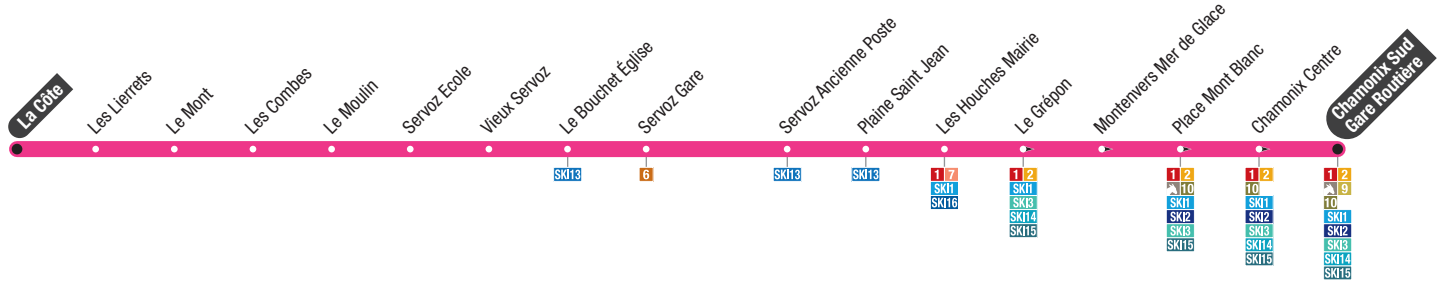 La Côte
Les Lierrets
Le Mont
Les Combes
Le Moulin
Servoz Ecole
Vieux Servoz
Le Bouchet Église
Servoz Gare
Servoz Ancienne Poste
Plaine Saint Jean
Les Houches Mairie
Le Grépon
Montenvers Mer de Glace
Place Mont Blanc
Chamonix Centre
Chamonix Sud
Gare Routière
SKI13
6
SKI13
SKI13
1 7
SKI1
SKI16
1 2
SKI1
SKI3
SKI14
SKI15
1 2
10
SKI1
SKI2
SKI3
SKI15
1 2
10
SKI1
SKI2
SKI3
SKI14
SKI15
1 2
9
10
SKI1
SKI2
SKI3
SKI14
SKI15